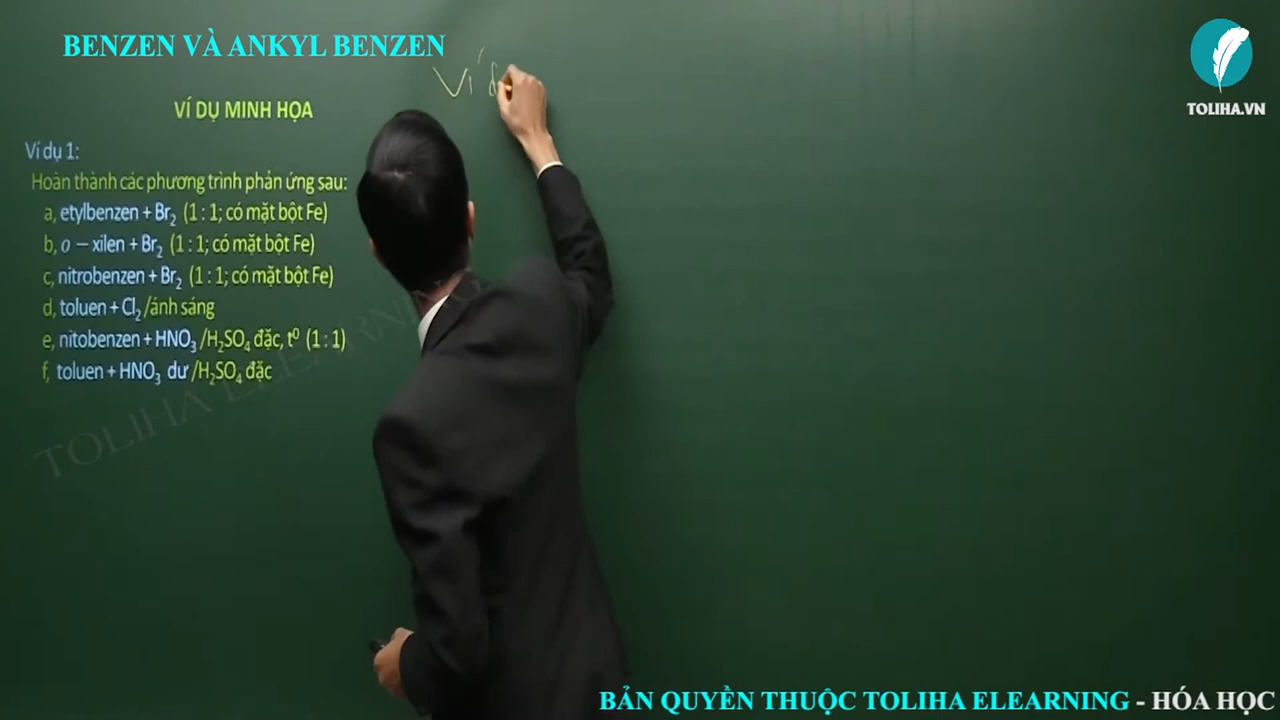 BENZEN VÀ ANKYL BENZEN
Ví d
TOLIHA.VN
VÍ DỤ MINH HỌA
Ví dụ 1:
Hoàn thành các phương trình phản ứng sau:
a, etylbenzen + Br₂ (1 : 1; có mặt bột Fe)
b, o – xilen + Br₂ (1 : 1; có mặt bột Fe)
c, nitrobenzen + Br₂ (1 : 1; có mặt bột Fe)
d, toluen + Cl₂ /ánh sáng
e, nitobenzen + HNO₃ /H₂SO₄ đặc, t⁰ (1 : 1)
f, toluen + HNO₃ dư /H₂SO₄ đặc
TOLIHA ELEARNING
BẢN QUYỀN THUỘC TOLIHA ELEARNING - HÓA HỌC